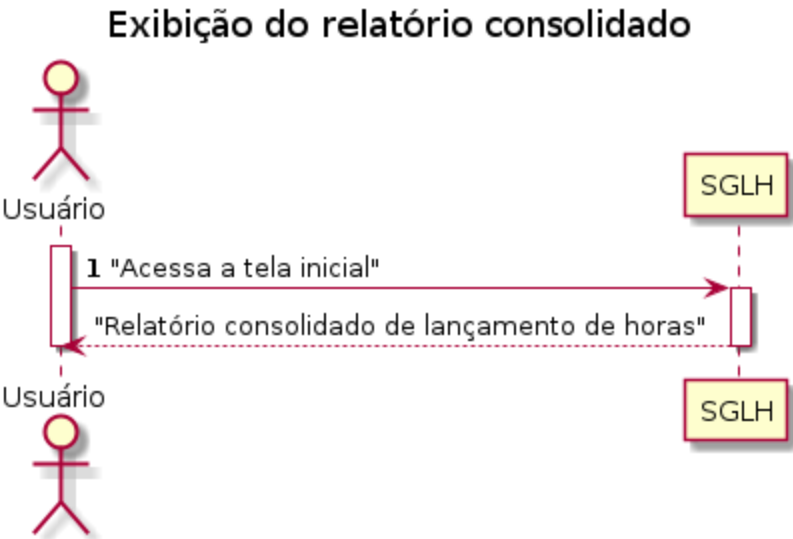 Exibição do relatório consolidado
Usuário
SGLH
1 "Acessa a tela inicial"
"Relatório consolidado de lançamento de horas"
Usuário
SGLH